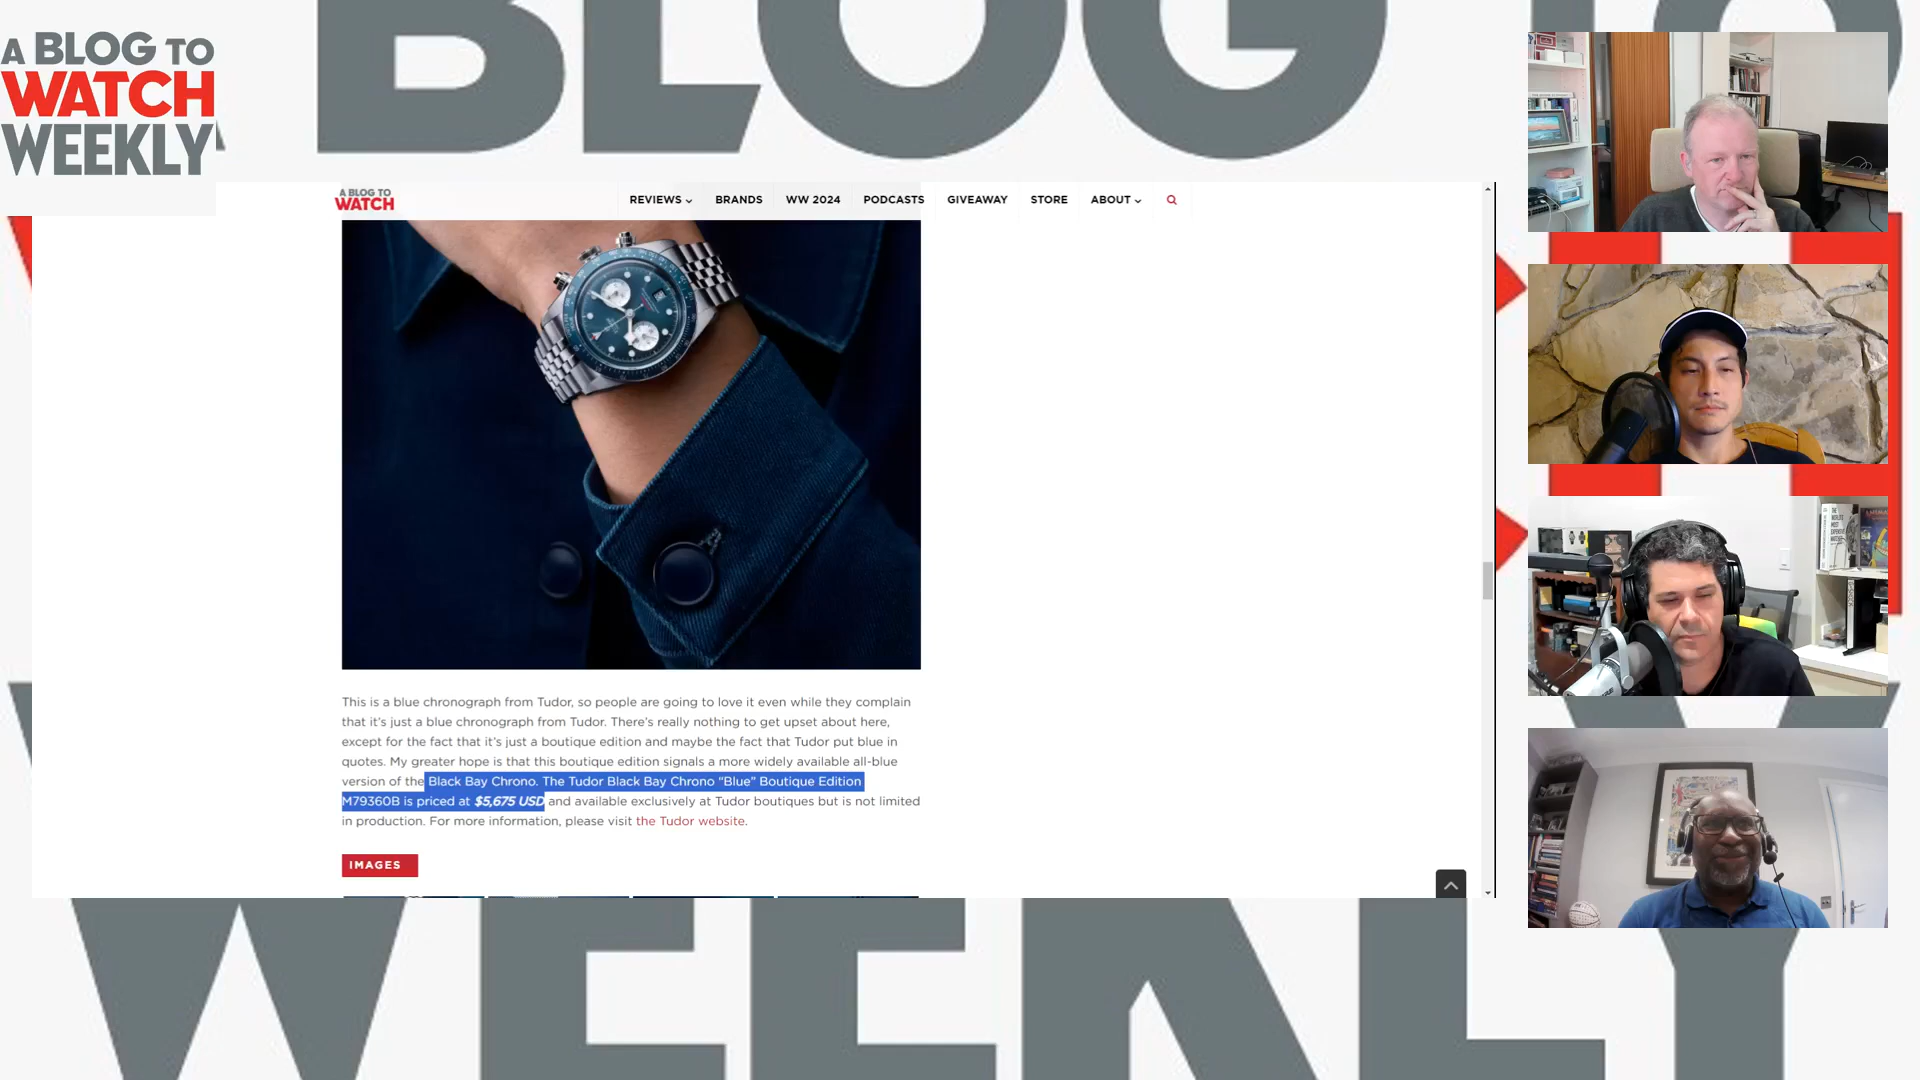 A BLOG TO
WATCH
WEEKLY
BLOG TO
A BLOG TO
WATCH
REVIEWS
BRANDS
WW 2024
PODCASTS
GIVEAWAY
STORE
ABOUT
This is a blue chronograph from Tudor, so people are going to love it even while they complain
that it's just a blue chronograph from Tudor. There's really nothing to get upset about here,
except for the fact that it's just a boutique edition and maybe the fact that Tudor put blue in
quotes. My greater hope is that this boutique edition signals a more widely available all-blue
version of the Black Bay Chrono. The Tudor Black Bay Chrono “Blue” Boutique Edition
M79360B is priced at $5,675 USD and available exclusively at Tudor boutiques but is not limited
in production. For more information, please visit the Tudor website.
IMAGES
WEEKLY